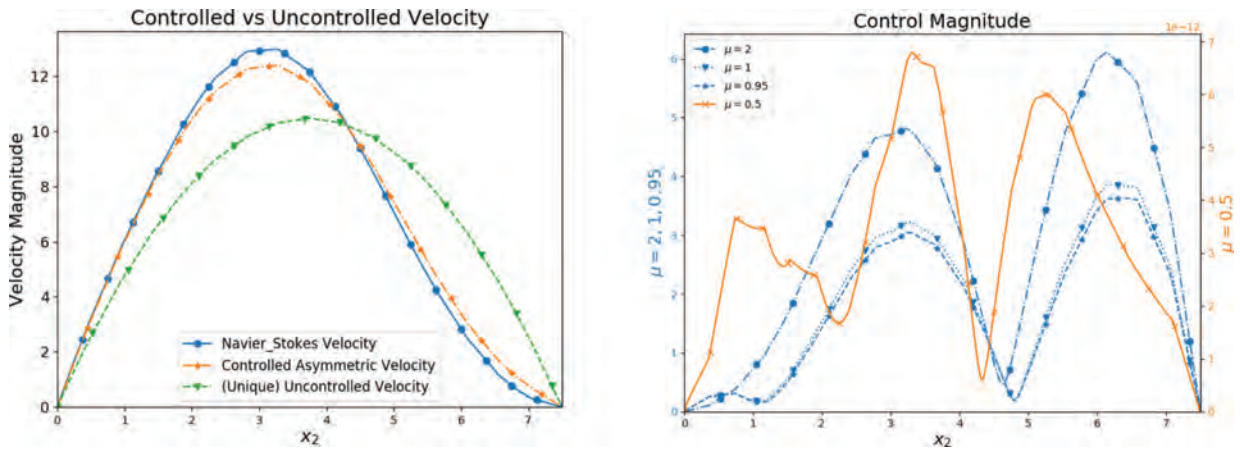 Controlled vs Uncontrolled Velocity
Velocity Magnitude
12
10
8
6
4
2
0
Navier_Stokes Velocity
Controlled Asymmetric Velocity
(Unique) Uncontrolled Velocity
0 1 2 3 4 5 6 7
x₂
Control Magnitude
1e−12
μ = 2, 1, 0.95
6
5
4
3
2
1
0
μ = 2
μ = 1
μ = 0.95
μ = 0.5
7
6
5
4
3
2
1
0
μ = 0.5
0 1 2 3 4 5 6 7
x₂